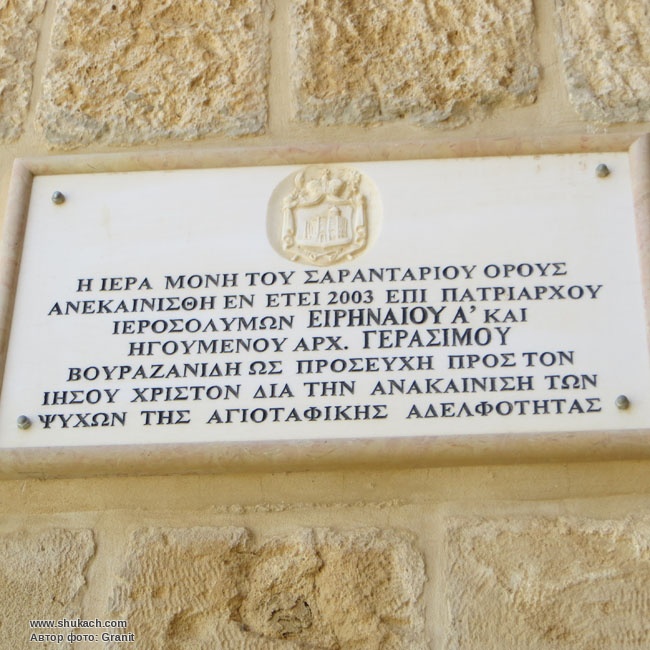 Η ΙΕΡΑ ΜΟΝΗ ΤΟΥ ΣΑΡΑΝΤΑΡΙΟΥ ΟΡΟΥΣ
ΑΝΕΚΑΙΝΙΣΘΗ ΕΝ ΕΤΕΙ 2003 ΕΠΙ ΠΑΤΡΙΑΡΧΟΥ
ΙΕΡΟΣΟΛΥΜΩΝ ΕΙΡΗΝΑΙΟΥ Α' ΚΑΙ
ΗΓΟΥΜΕΝΟΥ ΑΡΧ. ΓΕΡΑΣΙΜΟΥ
ΒΟΥΡΑΖΑΝΙΔΗ ΩΣ ΠΡΟΣΕΥΧΗ ΠΡΟΣ ΤΟΝ
ΙΗΣΟΥ ΧΡΙΣΤΟΝ ΔΙΑ ΤΗΝ ΑΝΑΚΑΙΝΙΣΗ ΤΩΝ
ΨΥΧΩΝ ΤΗΣ ΑΓΙΟΤΑΦΙΚΗΣ ΑΔΕΛΦΟΤΗΤΑΣ
www.shukach.com
Автор фото: Granit